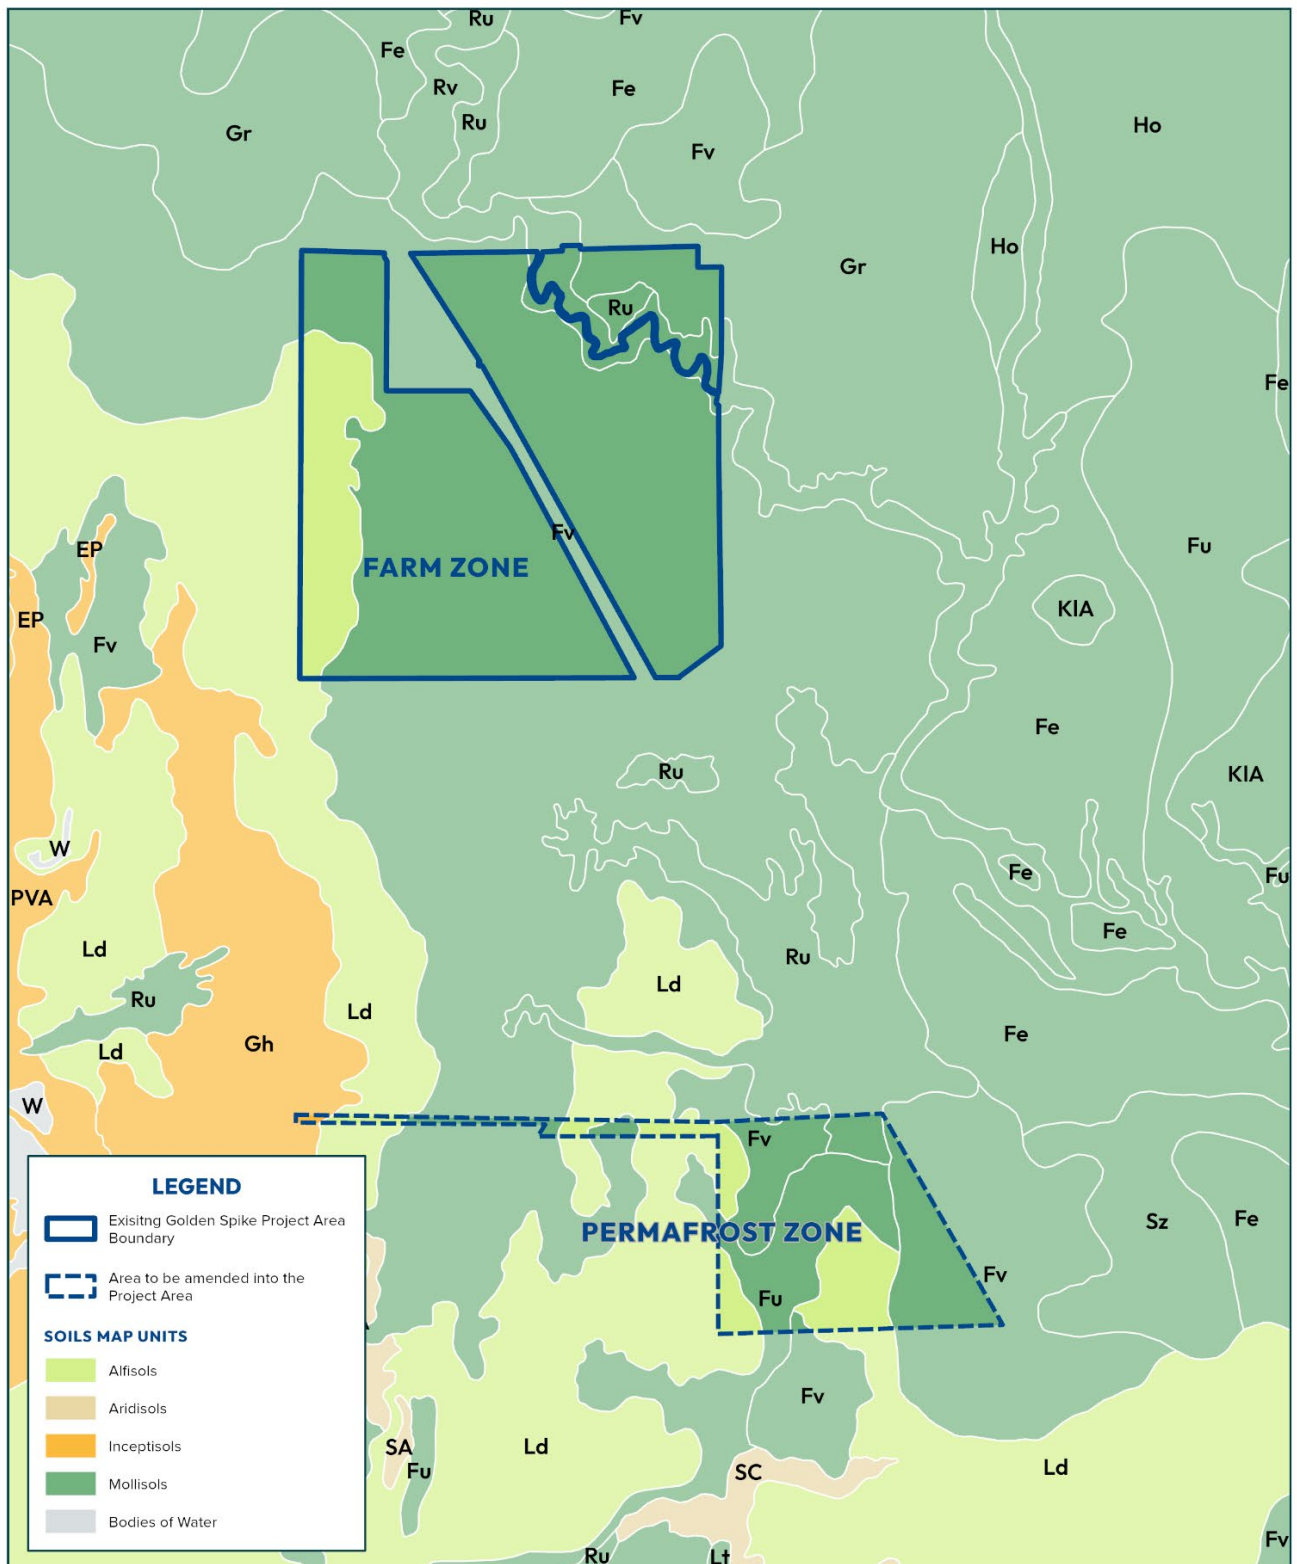 Ru
Fv
Fe
Rv
Fe
Ru
Gr
Ho
Fv
Ho
Gr
Ru
Fe
Fv
EP
Fu
FARM ZONE
KIA
EP
Fv
Fe
Ru
KIA
W
Fe
Fu
PVA
Fe
Ld
Ru
Ld
Ru
Ld
Fe
Gh
Ld
W
Fv
Sz
Fe
PERMAFROST ZONE
Fv
Fu
Fv
Ld
SA
Fu
SC
Ld
Fv
Ru
Lt
LEGEND
Exisitng Golden Spike Project Area
Boundary
Area to be amended into the
Project Area
SOILS MAP UNITS
Alfisols
Aridisols
Inceptisols
Mollisols
Bodies of Water